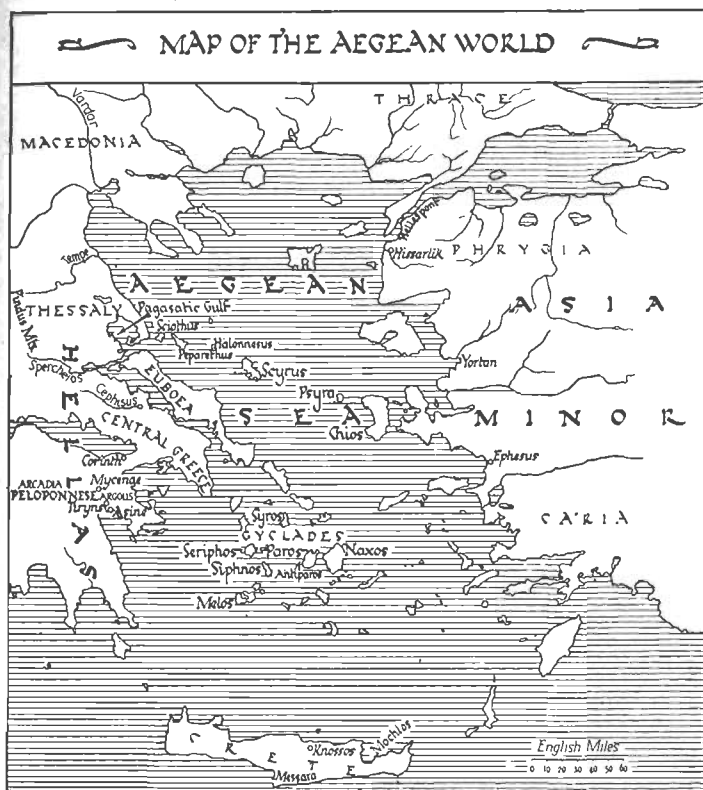 MAP OF THE AEGEAN WORLD
THRACE
Vardar
MACEDONIA
Hellespont
Hissarlik
PHRYGIA
Tempe
AEGEAN
ASIA
THESSALY
Pagasatic Gulf
Sciathus
Pindus Mts.
Halonnesus
Peparethus
HELLAS
Spercheios
EUBOEA
Scyrus
Yortan
Cephisus
Psyra
SEA
MINOR
CENTRAL GREECE
Chios
Corinth
Ephesus
ARCADIA
Mycenae
PELOPONNESE
ARGOLIS
Tiryns
Asine
Syros
CARIA
CYCLADES
Seriphos
Paros
Naxos
Siphnos
Antiparos
Melos
CRETE
Knossos
Mochlos
Messara
English Miles
0 10 20 30 40 50 60